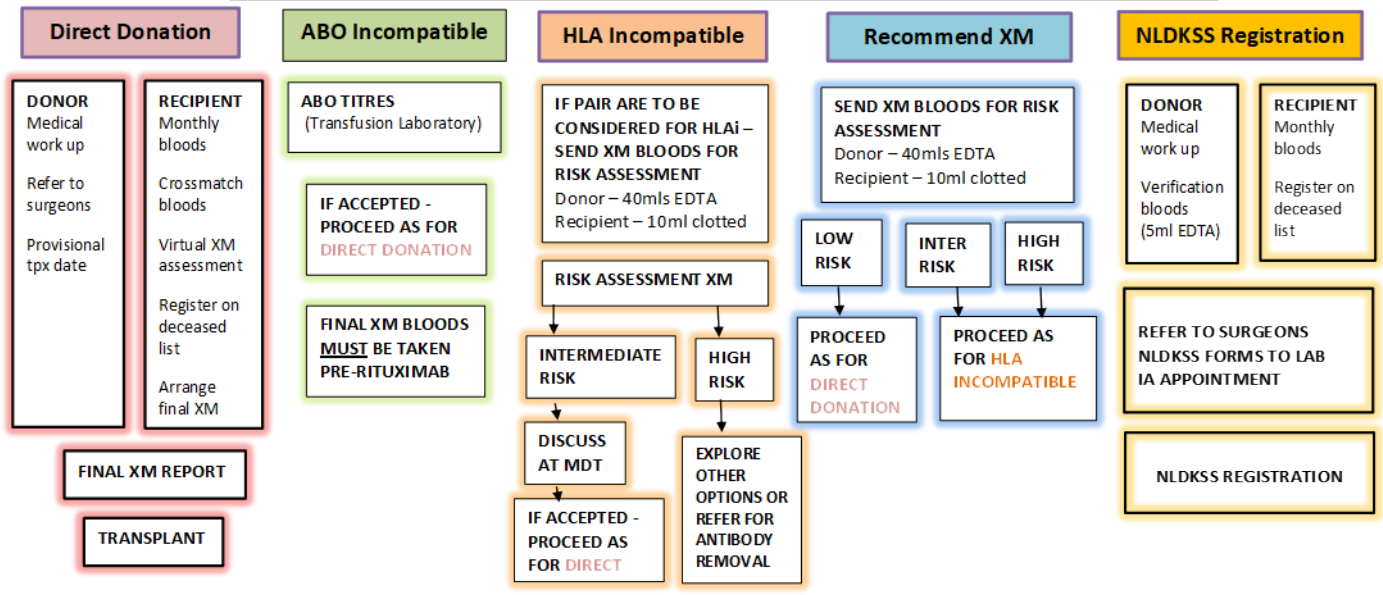 Direct Donation
DONOR
Medical
work up
Refer to
surgeons
Provisional
tpx date
RECIPIENT
Monthly
bloods
Crossmatch
bloods
Virtual XM
assessment
Register on
deceased
list
Arrange
final XM
FINAL XM REPORT
TRANSPLANT
ABO Incompatible
ABO TITRES
(Transfusion Laboratory)
IF ACCEPTED -
PROCEED AS FOR
DIRECT DONATION
FINAL XM BLOODS
MUST BE TAKEN
PRE-RITUXIMAB
HLA Incompatible
IF PAIR ARE TO BE
CONSIDERED FOR HLAi –
SEND XM BLOODS FOR
RISK ASSESSMENT
Donor – 40mls EDTA
Recipient – 10ml clotted
RISK ASSESSMENT XM
INTERMEDIATE
RISK
HIGH
RISK
DISCUSS
AT MDT
IF ACCEPTED -
PROCEED AS
FOR DIRECT
EXPLORE
OTHER
OPTIONS OR
REFER FOR
ANTIBODY
REMOVAL
Recommend XM
SEND XM BLOODS FOR RISK
ASSESSMENT
Donor – 40mls EDTA
Recipient – 10ml clotted
LOW
RISK
INTER
RISK
HIGH
RISK
PROCEED
AS FOR
DIRECT
DONATION
PROCEED AS
FOR HLA
INCOMPATIBLE
NLDKSS Registration
DONOR
Medical
work up
Verification
bloods
(5ml EDTA)
RECIPIENT
Monthly
bloods
Register on
deceased
list
REFER TO SURGEONS
NLDKSS FORMS TO LAB
IA APPOINTMENT
NLDKSS REGISTRATION